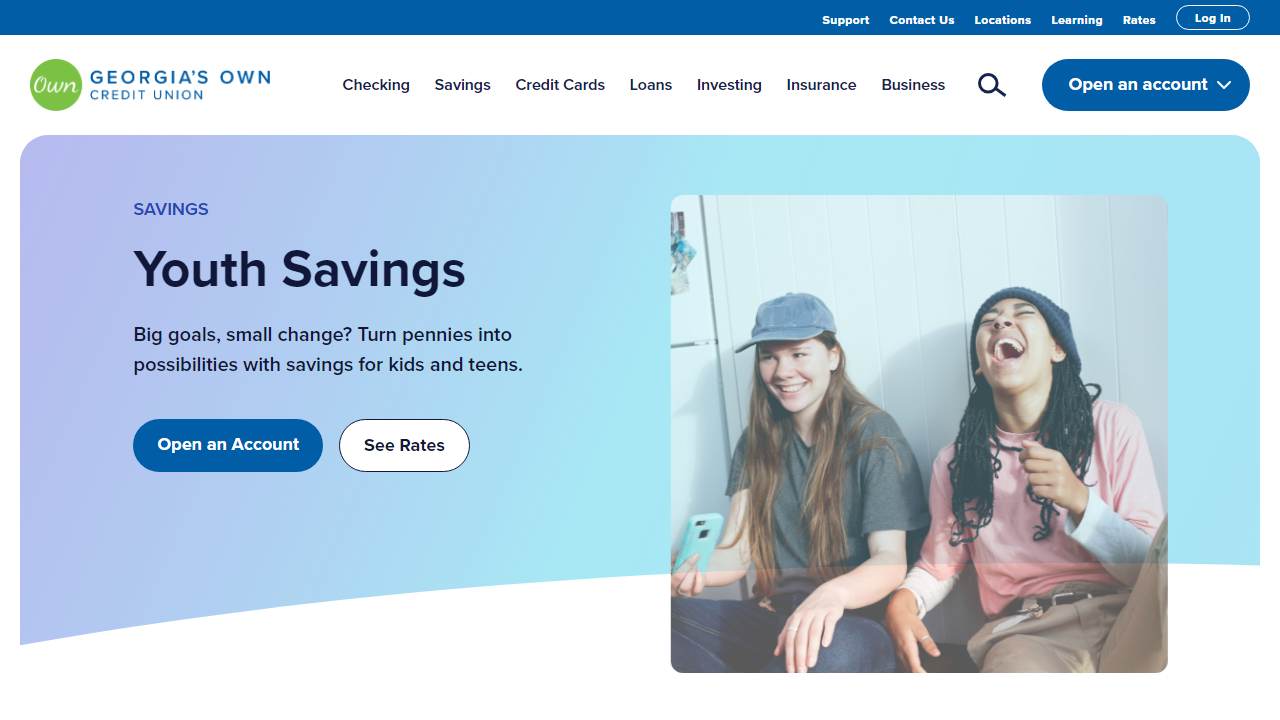 Support Contact Us Locations Learning Rates Log In
Own GEORGIA'S OWN
CREDIT UNION
Checking Savings Credit Cards Loans Investing Insurance Business Open an account
SAVINGS
Youth Savings
Big goals, small change? Turn pennies into
possibilities with savings for kids and teens.
Open an Account See Rates